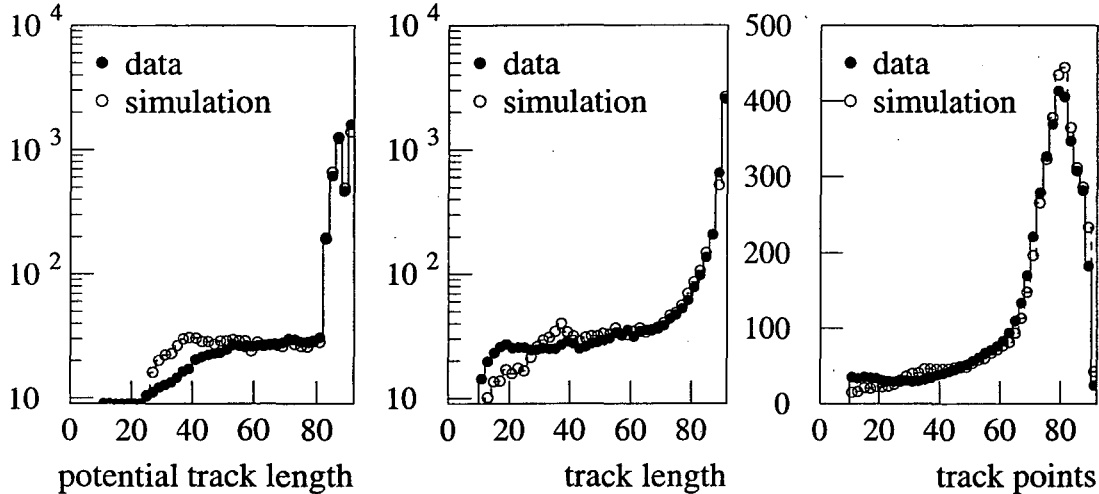 10 4
10 3
10 2
10
data
simulation
0 20 40 60 80
potential track length
10 4
10 3
10 2
10
data
simulation
0 20 40 60 80
track length
500
400
300
200
100
0
data
simulation
0 20 40 60 80
track points